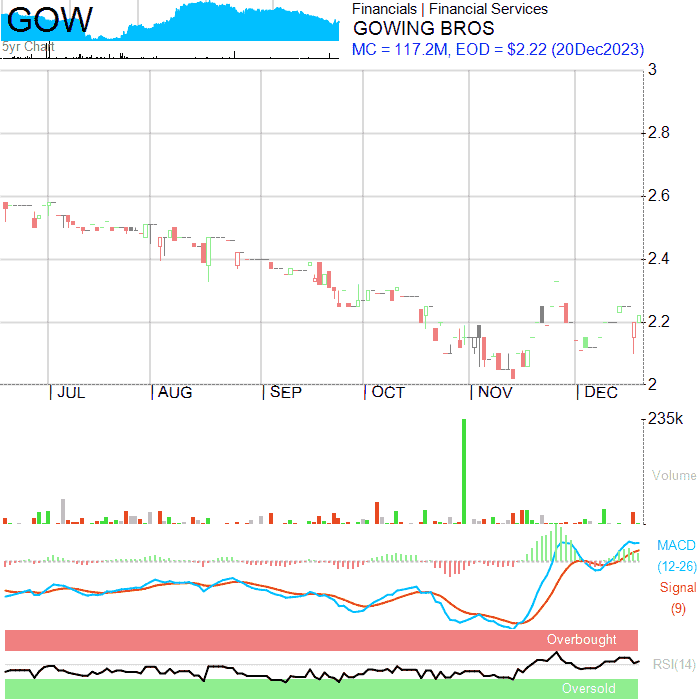 GOW
5yr Chart
Financials | Financial Services
GOWING BROS
MC = 117.2M, EOD = $2.22 (20Dec2023)
3
2.8
2.6
2.4
2.2
2
JUL AUG SEP OCT NOV DEC
235k
Volume
MACD
(12-26)
Signal
(9)
Overbought
RSI(14)
Oversold